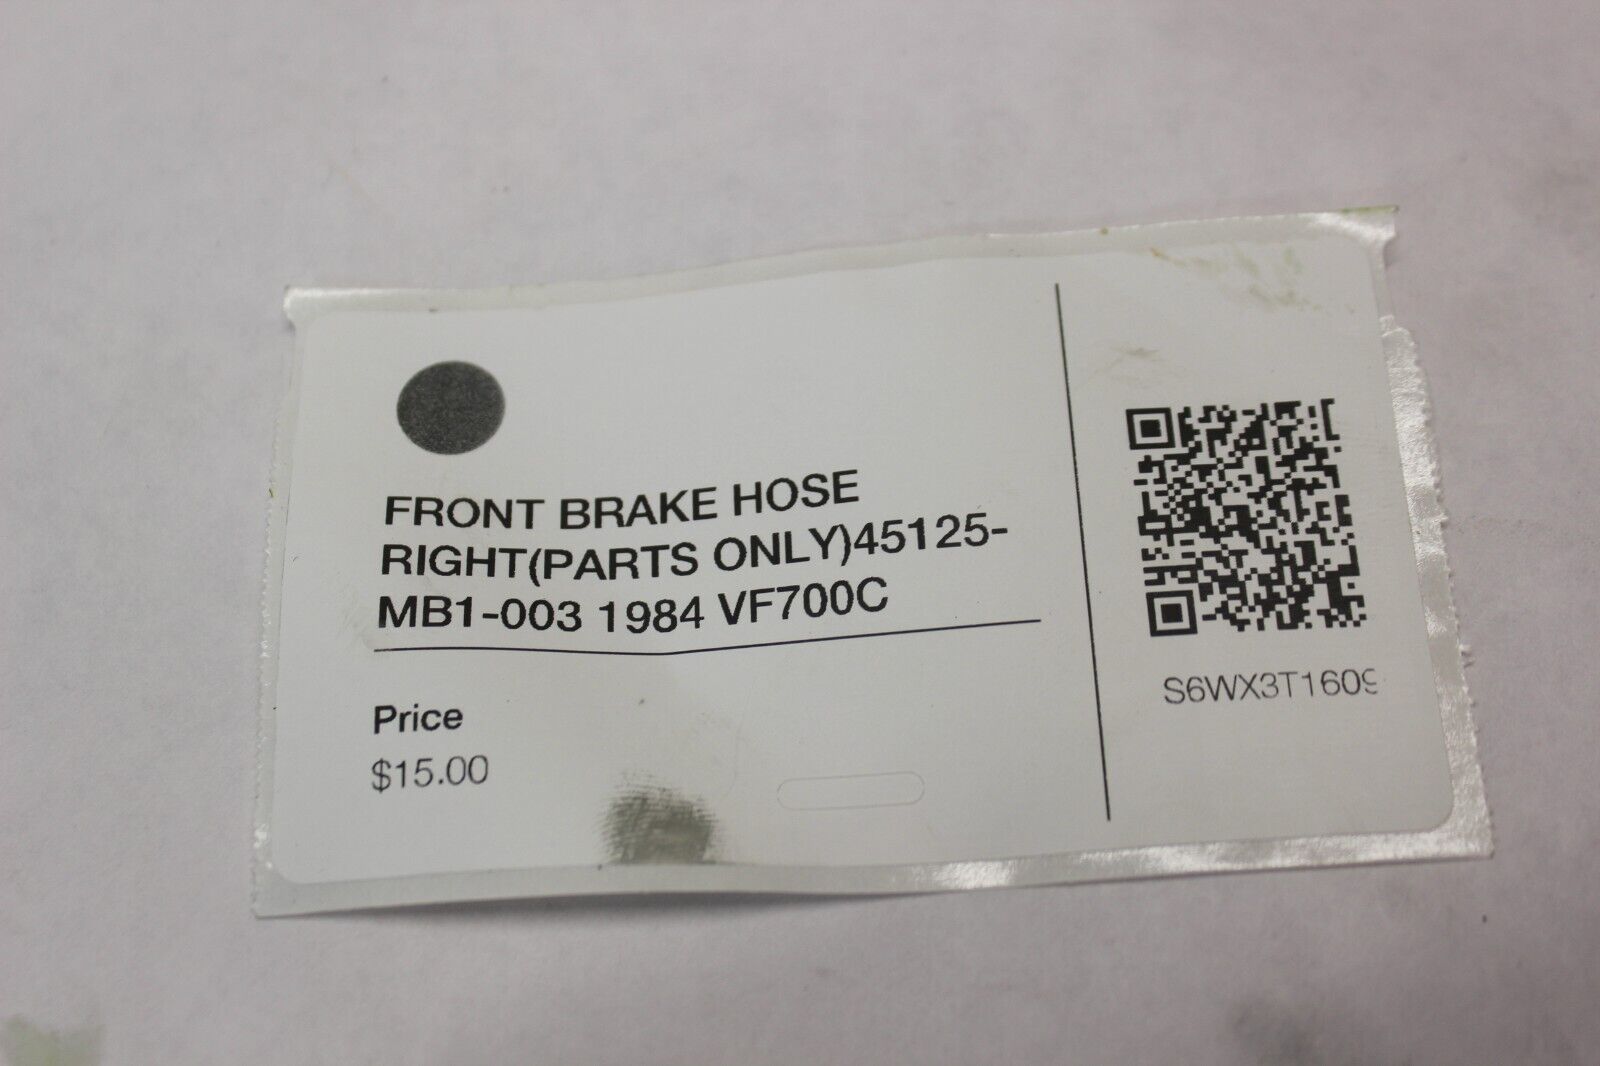 FRONT BRAKE HOSE
RIGHT(PARTS ONLY)45125-
MB1-003 1984 VF700C
Price
$15.00
S6WX3T1609